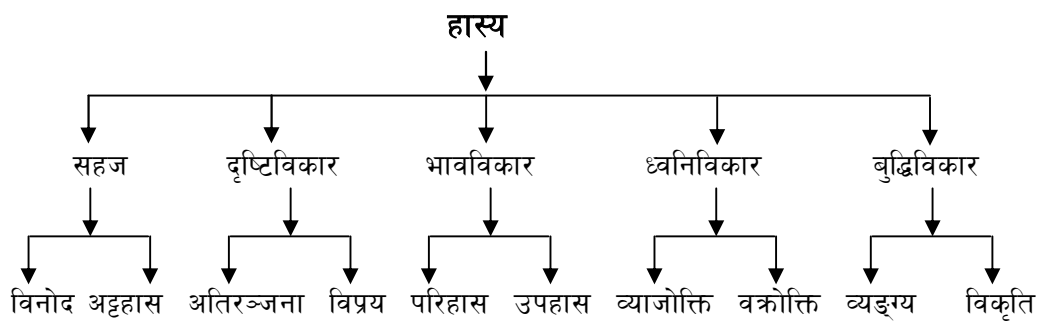 हास्य
सहज दृष्टिविकार भावविकार ध्वनिविकार बुद्धिविकार
विनोद अट्टहास अतिरञ्जना विप्रय परिहास उपहास व्याजोक्ति वक्रोक्ति व्यङ्ग्य विकृति